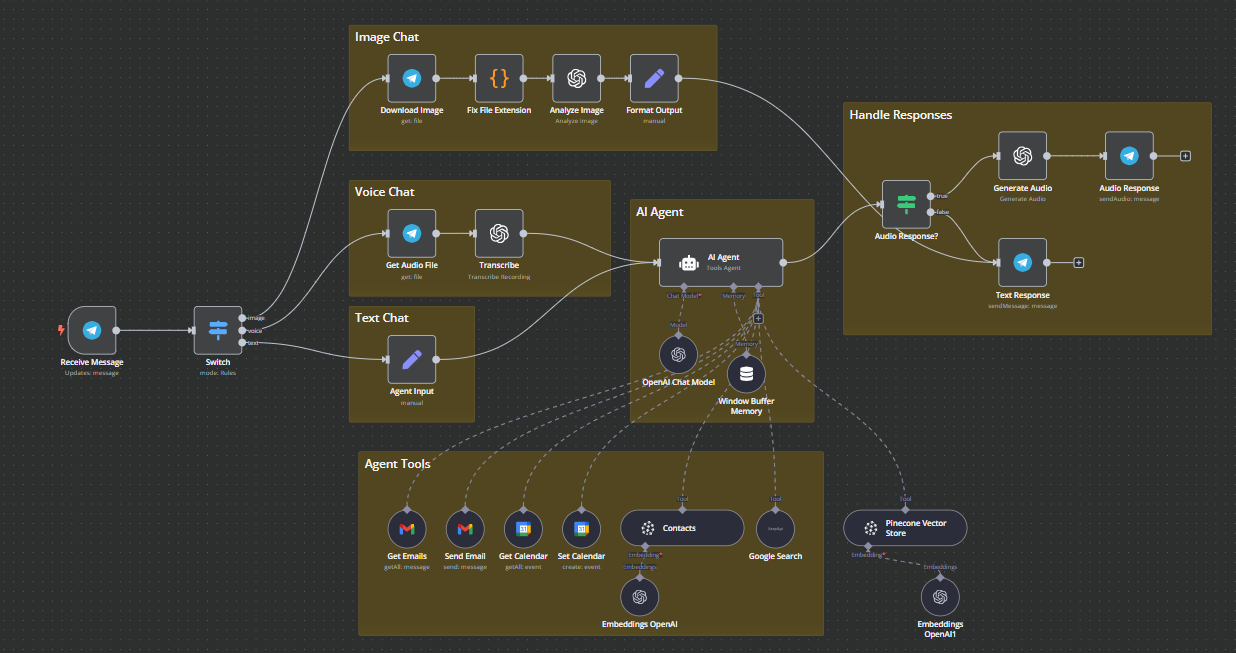 Image Chat
Download Image
get: file
{}
Fix File Extension
Analyze Image
Analyze Image
Format Output
manual
Handle Responses
Generate Audio
Generate Audio
Audio Response
sendAudio: message
true
false
Audio Response?
Text Response
sendMessage: message
Voice Chat
Get Audio File
get: file
Transcribe
Transcribe Recording
AI Agent
AI Agent
Tools Agent
Chat Model*
Memory
Tool
Model
OpenAI Chat Model
Memory
Window Buffer
Memory
Receive Message
Updates: message
image
voice
text
Switch
mode: Rules
Text Chat
Agent Input
manual
Agent Tools
31
Get Emails
getAll: message
Send Email
send: message
31
Get Calendar
getAll: event
31
Set Calendar
create: event
Tool
Contacts
Embedding*
Embeddings
Embeddings OpenAI
Tool
Google Search
Tool
Pinecone Vector
Store
Embedding*
Embeddings
Embeddings
OpenAI1